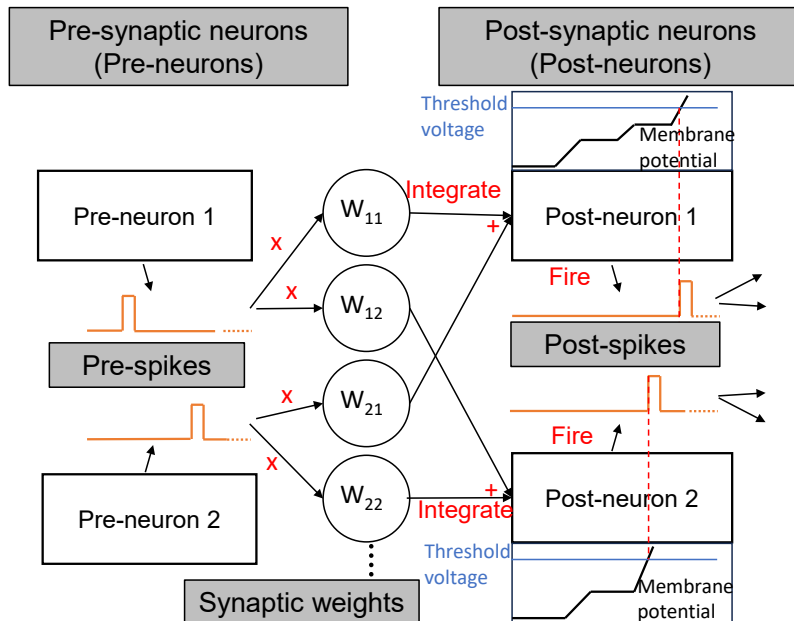 Pre-synaptic neurons
(Pre-neurons)
Post-synaptic neurons
(Post-neurons)
Threshold
voltage
Membrane
potential
Pre-neuron 1
W11
Integrate
+
Post-neuron 1
x
x
W12
Fire
Pre-spikes
Post-spikes
x
W21
x
Fire
Pre-neuron 2
W22
+
Integrate
Post-neuron 2
Threshold
voltage
Membrane
potential
Synaptic weights